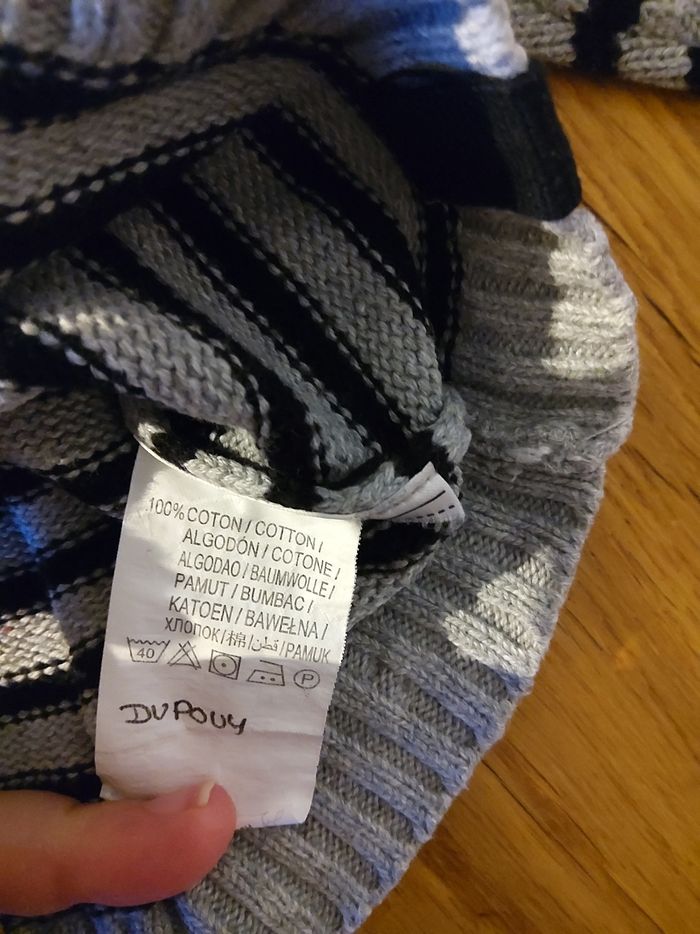 100% COTON / COTTON /
ALGODÓN / COTONE /
ALGODAO / BAUMWOLLE /
PAMUT / BUMBAC /
KATOEN / BAWEŁNA /
ХЛОПОК / 棉 / قطن / PAMUK
40 P
DUPOUY